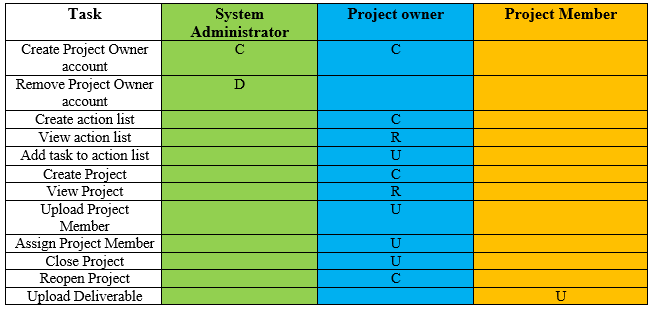 Task System Administrator Project owner Project Member
Create Project Owner account C C
Remove Project Owner account D
Create action list C
View action list R
Add task to action list U
Create Project C
View Project R
Upload Project Member U
Assign Project Member U
Close Project U
Reopen Project C
Upload Deliverable U